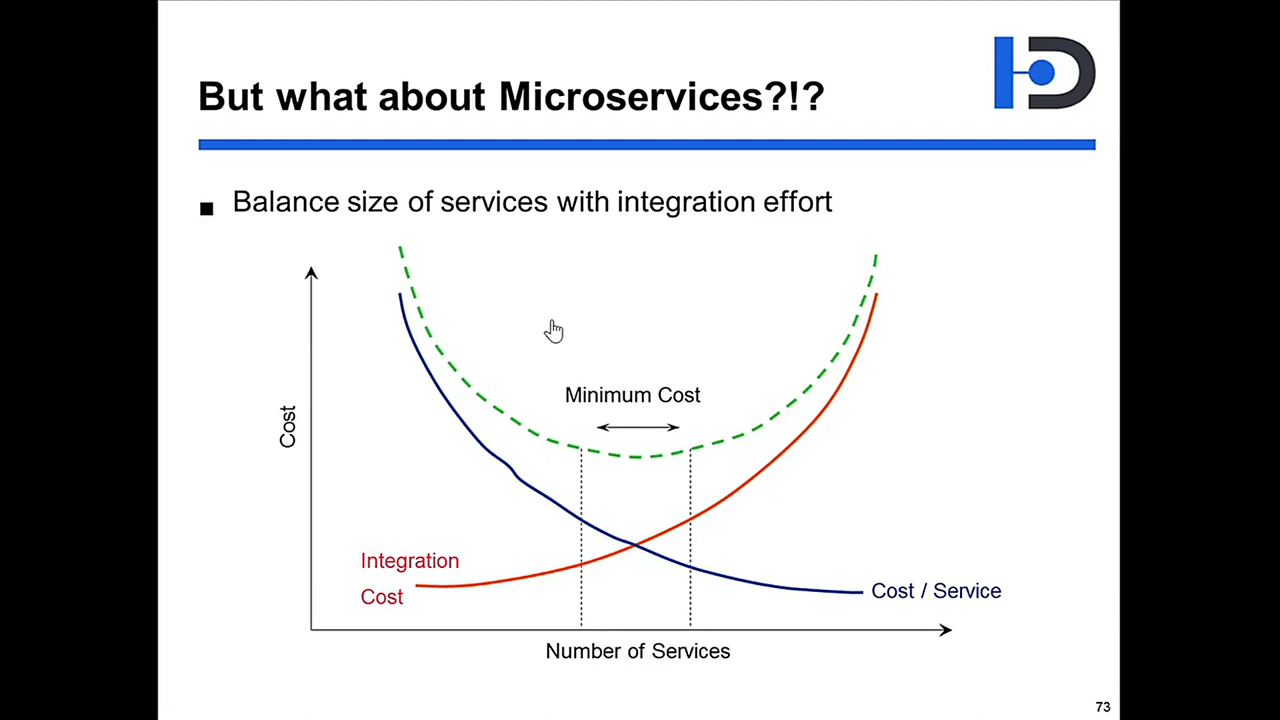 But what about Microservices?!?
Balance size of services with integration effort
Minimum Cost
Cost
Integration
Cost
Cost / Service
Number of Services
73